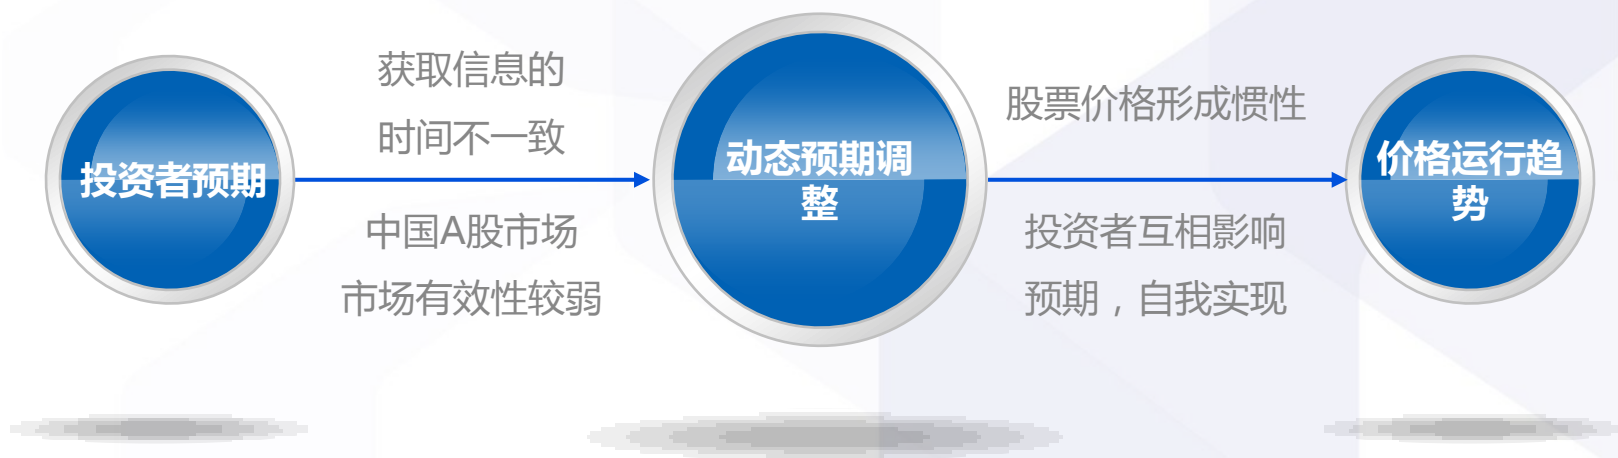 投资者预期
获取信息的
时间不一致
中国A股市场
市场有效性较弱
动态预期调
整
股票价格形成惯性
投资者互相影响
预期，自我实现
价格运行趋
势